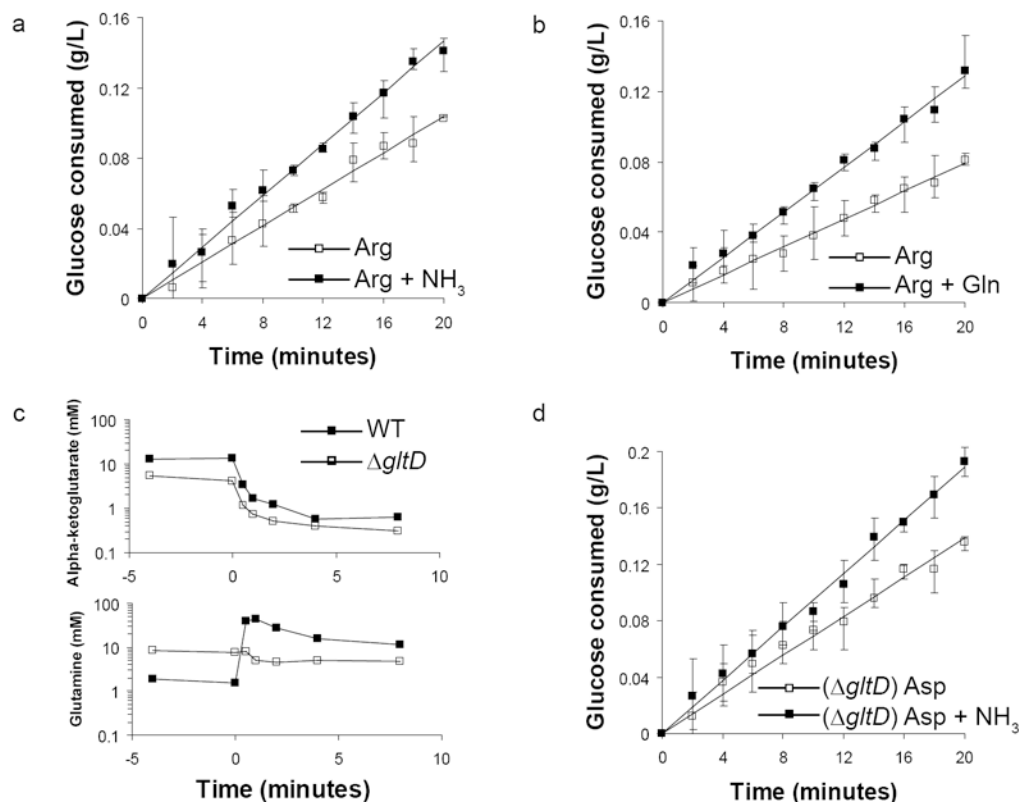 a
Glucose consumed (g/L)
0.16
0.12
0.08
0.04
0
Arg
Arg + NH₃
0 4 8 12 16 20
Time (minutes)
b
Glucose consumed (g/L)
0.16
0.12
0.08
0.04
0
Arg
Arg + Gln
0 4 8 12 16 20
Time (minutes)
c
Alpha-ketoglutarate (mM)
100
10
1
0.1
WT
ΔgltD
-5 0 5 10
Glutamine (mM)
100
10
1
0.1
-5 0 5 10
Time (minutes)
d
Glucose consumed (g/L)
0.2
0.16
0.12
0.08
0.04
0
(ΔgltD) Asp
(ΔgltD) Asp + NH₃
0 4 8 12 16 20
Time (minutes)